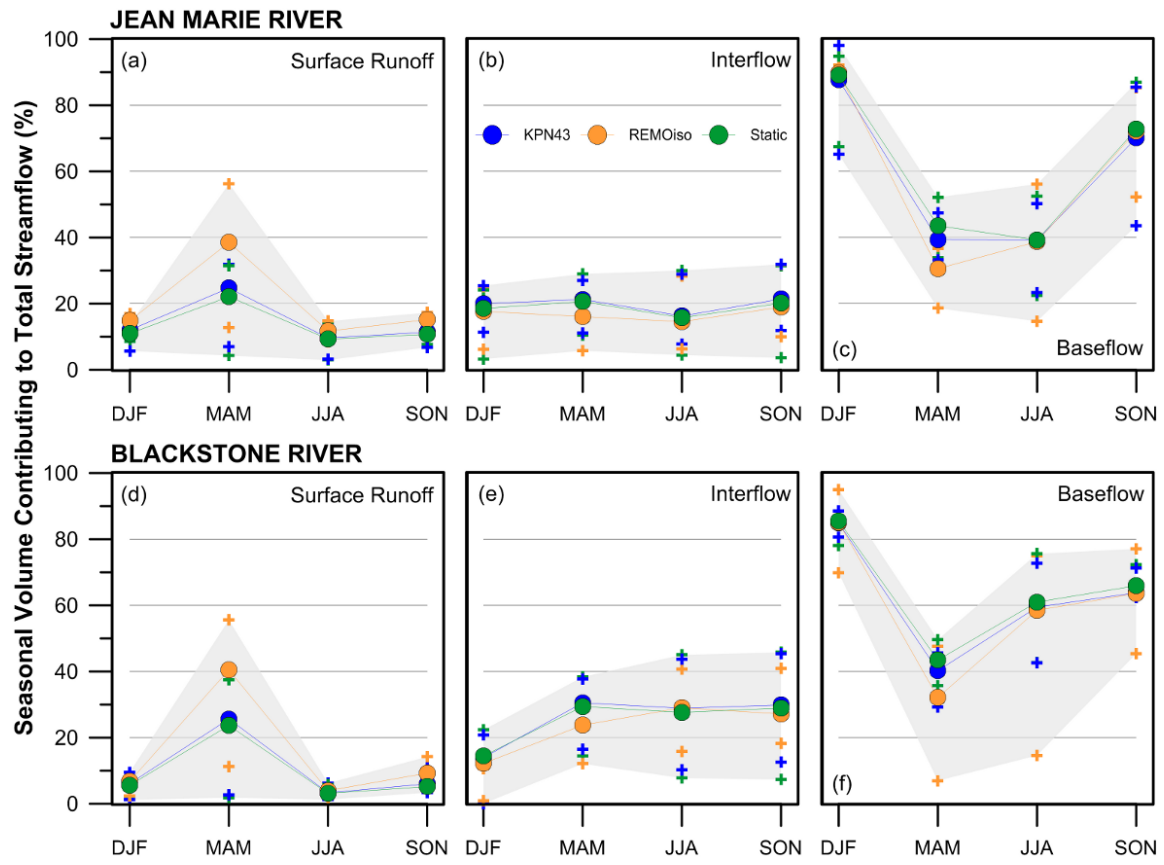 JEAN MARIE RIVER
Seasonal Volume Contributing to Total Streamflow (%)
100
80
60
40
20
0
(a)
Surface Runoff
DJF MAM JJA SON
(b)
Interflow
KPN43 REMOiso Static
DJF MAM JJA SON
(c)
Baseflow
DJF MAM JJA SON
BLACKSTONE RIVER
100
80
60
40
20
0
(d)
Surface Runoff
DJF MAM JJA SON
(e)
Interflow
DJF MAM JJA SON
Baseflow
(f)
DJF MAM JJA SON